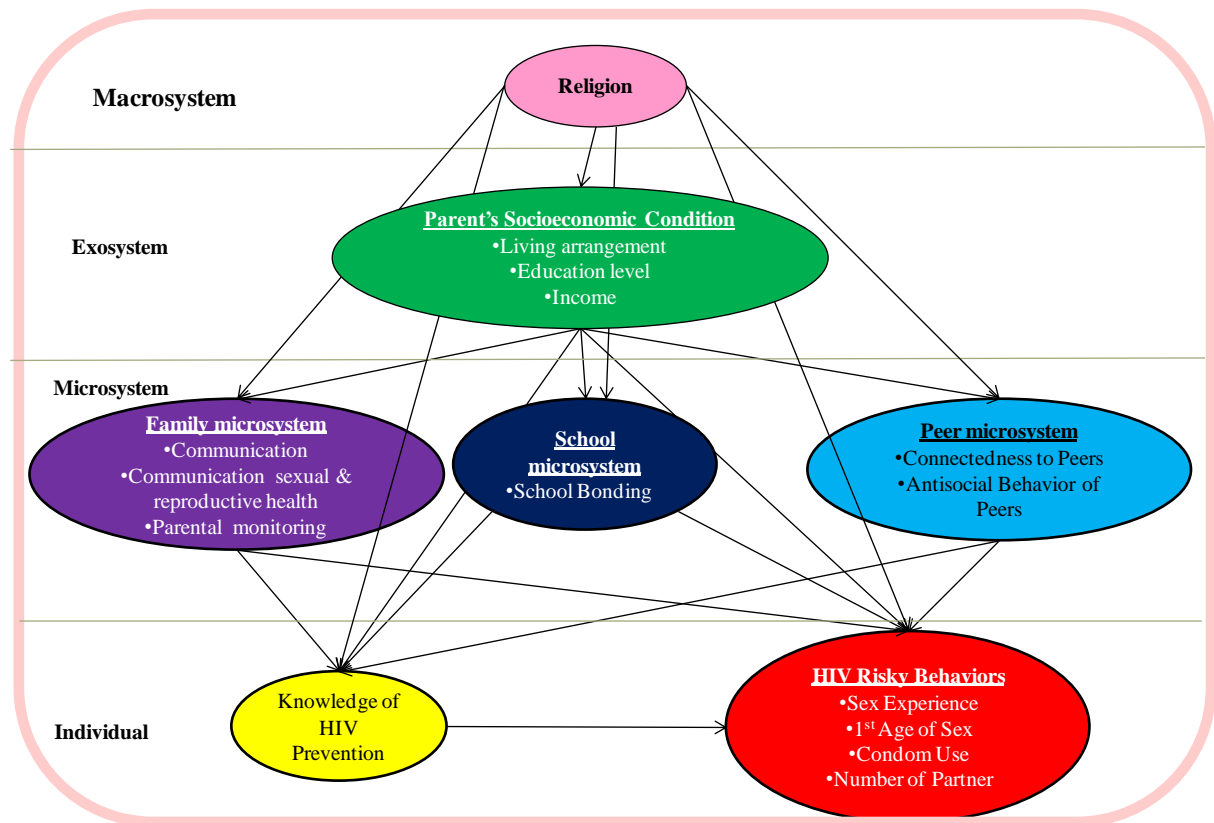 Macrosystem
Religion
Exosystem
Parent's Socioeconomic Condition
•Living arrangement
•Education level
•Income
Microsystem
Family microsystem
•Communication
•Communication sexual &
reproductive health
•Parental monitoring
School
microsystem
•School Bonding
Peer microsystem
•Connectedness to Peers
•Antisocial Behavior of
Peers
Individual
Knowledge of
HIV
Prevention
HIV Risky Behaviors
•Sex Experience
•1st Age of Sex
•Condom Use
•Number of Partner